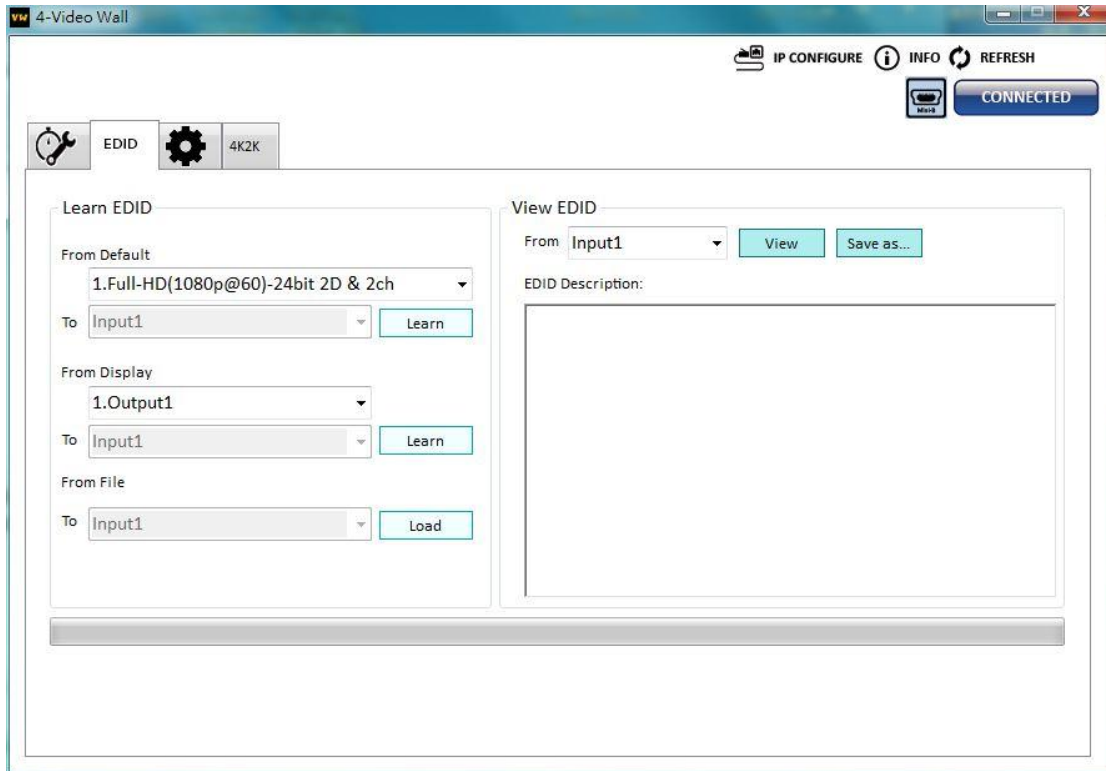 VW 4-Video Wall
IP CONFIGURE INFO REFRESH
Mini-B CONNECTED
EDID 4K2K
Learn EDID
From Default
1.Full-HD(1080p@60)-24bit 2D & 2ch
To Input1 Learn
From Display
1.Output1
To Input1 Learn
From File
To Input1 Load
View EDID
From Input1 View Save as...
EDID Description: